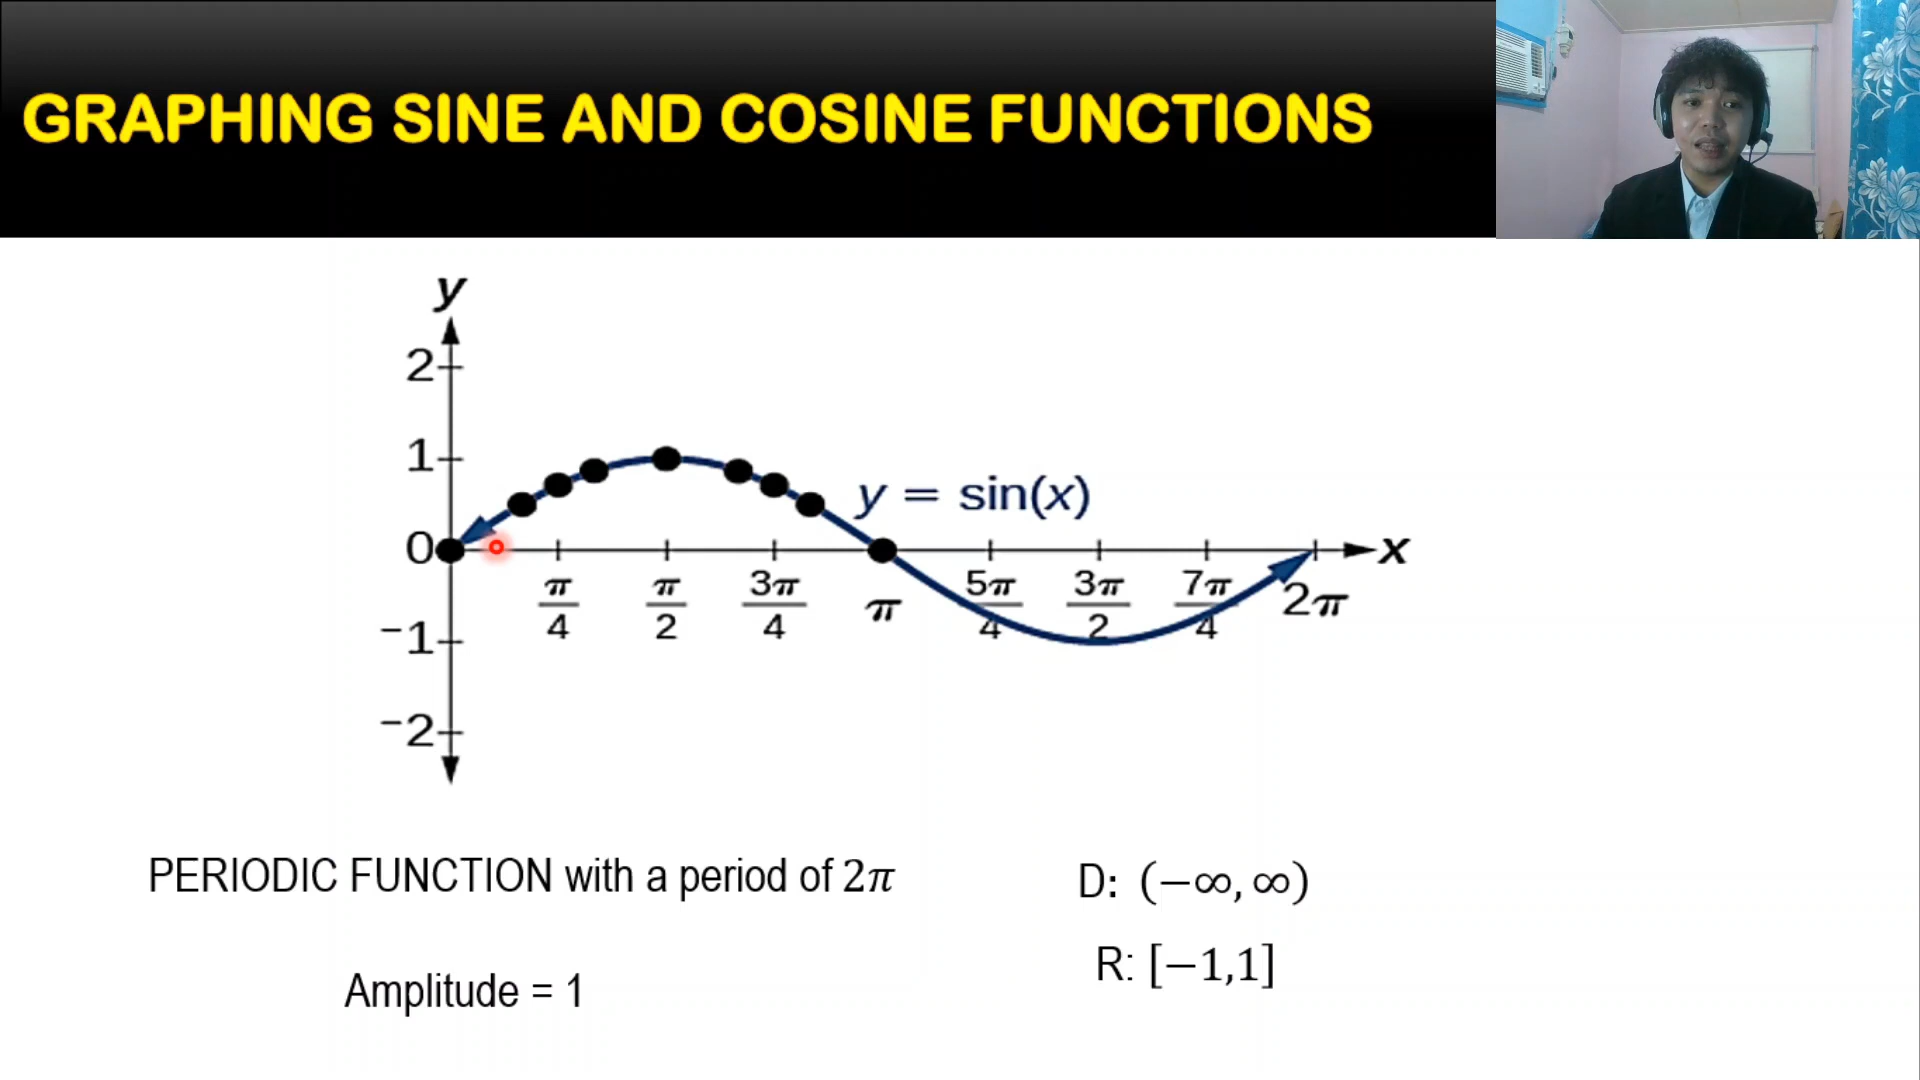 GRAPHING SINE AND COSINE FUNCTIONS
y
2
1
y = sin(x)
0
x
π/4 π/2 3π/4 π 5π/4 3π/2 7π/4 2π
−1
−2
PERIODIC FUNCTION with a period of 2π
D: (−∞, ∞)
R: [−1,1]
Amplitude = 1